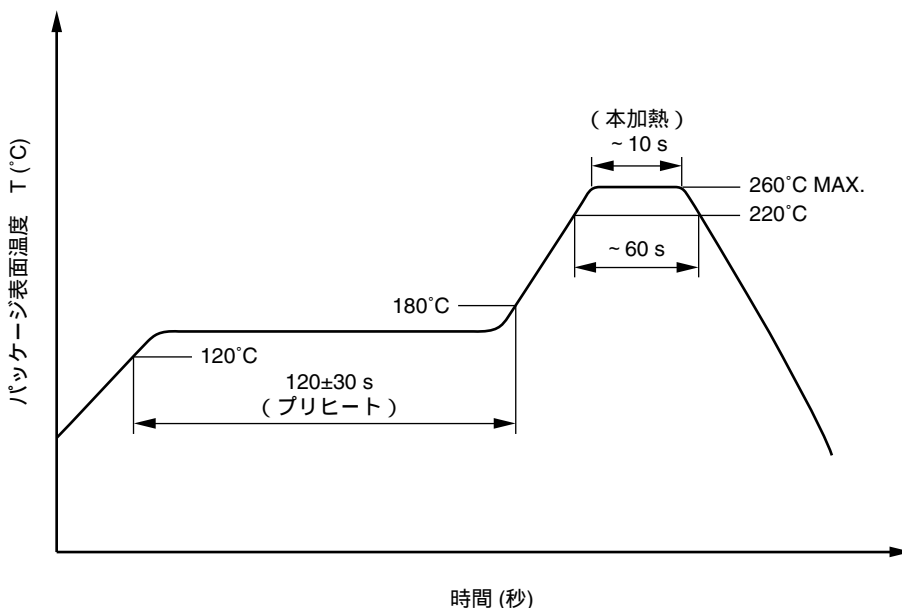 (本加熱)
~ 10 s
260˚C MAX.
220˚C
~ 60 s
180˚C
120˚C
120±30 s
(プリヒート)
パッケージ表面温度 T (˚C)
時間 (秒)